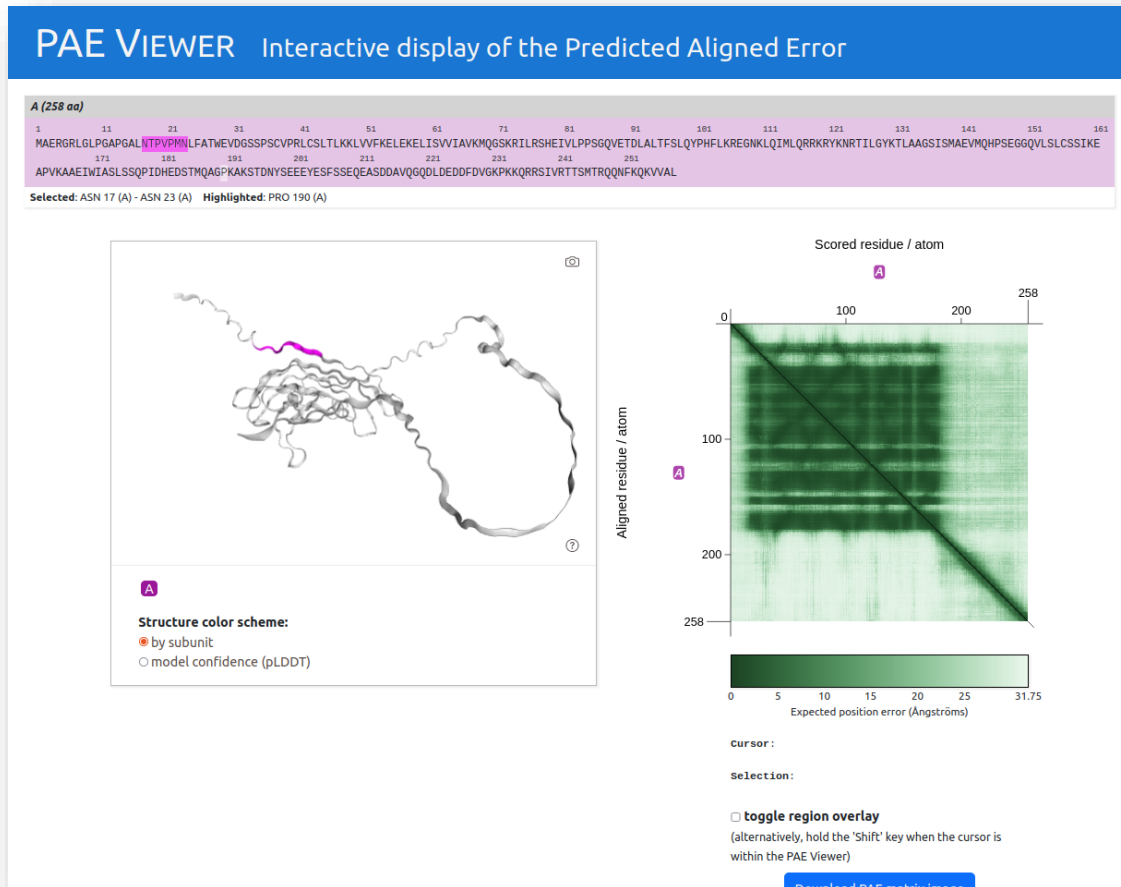 PAE VIEWER Interactive display of the Predicted Aligned Error
A (258 aa)
1 11 21 31 41 51 61 71 81 91 101 111 121 131 141 151 161
MAERGRLGLPGAPGALNTPVPMNLFATWEVDGSSPSCVPRLCSLTLKKLVVFKELEKELISVVIAVKMQGSKRILRSHEIVLPPSGQVETDLALTFSLQYPHFLKREGNKLQIMLQRRKRYKNRTILGYKTLAAGSISMAEVMQHPSEGGQVLSLCSSIKE
171 181 191 201 211 221 231 241 251
APVKAAEIWIASLSSQPIDHEDSTMQAGPKAKSTDNYSEEEYESFSSEQEASDDAVQGQDLDEDDFDVGKPKKQRRSIVRTTSMTRQQNFKQKVVAL
Selected: ASN 17 (A) - ASN 23 (A) Highlighted: PRO 190 (A)
A
Structure color scheme:
by subunit
model confidence (pLDDT)
?
Scored residue / atom
A
258
0 100 200
Aligned residue / atom
A
100
200
258
0 5 10 15 20 25 31.75
Expected position error (Ångströms)
Cursor:
Selection:
toggle region overlay
(alternatively, hold the 'Shift' key when the cursor is
within the PAE Viewer)
Download PAE matrix image